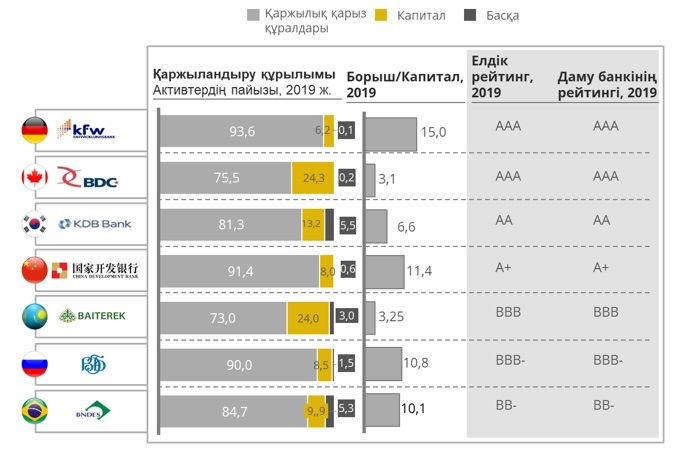 Қаржылық қарыз құралдары
Капитал
Басқа
Қаржыландыру құрылымы
Активтердің пайызы, 2019 ж.
Борыш/Капитал, 2019
Елдік рейтинг, 2019
Даму банкінің рейтингі, 2019
kfw ENTWICKLUNGSBANK 93,6 6,2 0,1 15,0 AAA AAA
BDC 75,5 24,3 0,2 3,1 AAA AAA
KDB Bank 81,3 13,2 5,5 6,6 AA AA
国家开发银行 CHINA DEVELOPMENT BANK 91,4 8,0 0,6 11,4 A+ A+
BAITEREK 73,0 24,0 3,0 3,25 BBB BBB
90,0 8,5 1,5 10,8 BBB- BBB-
BNDES 84,7 9,,9 5,3 10,1 BB- BB-